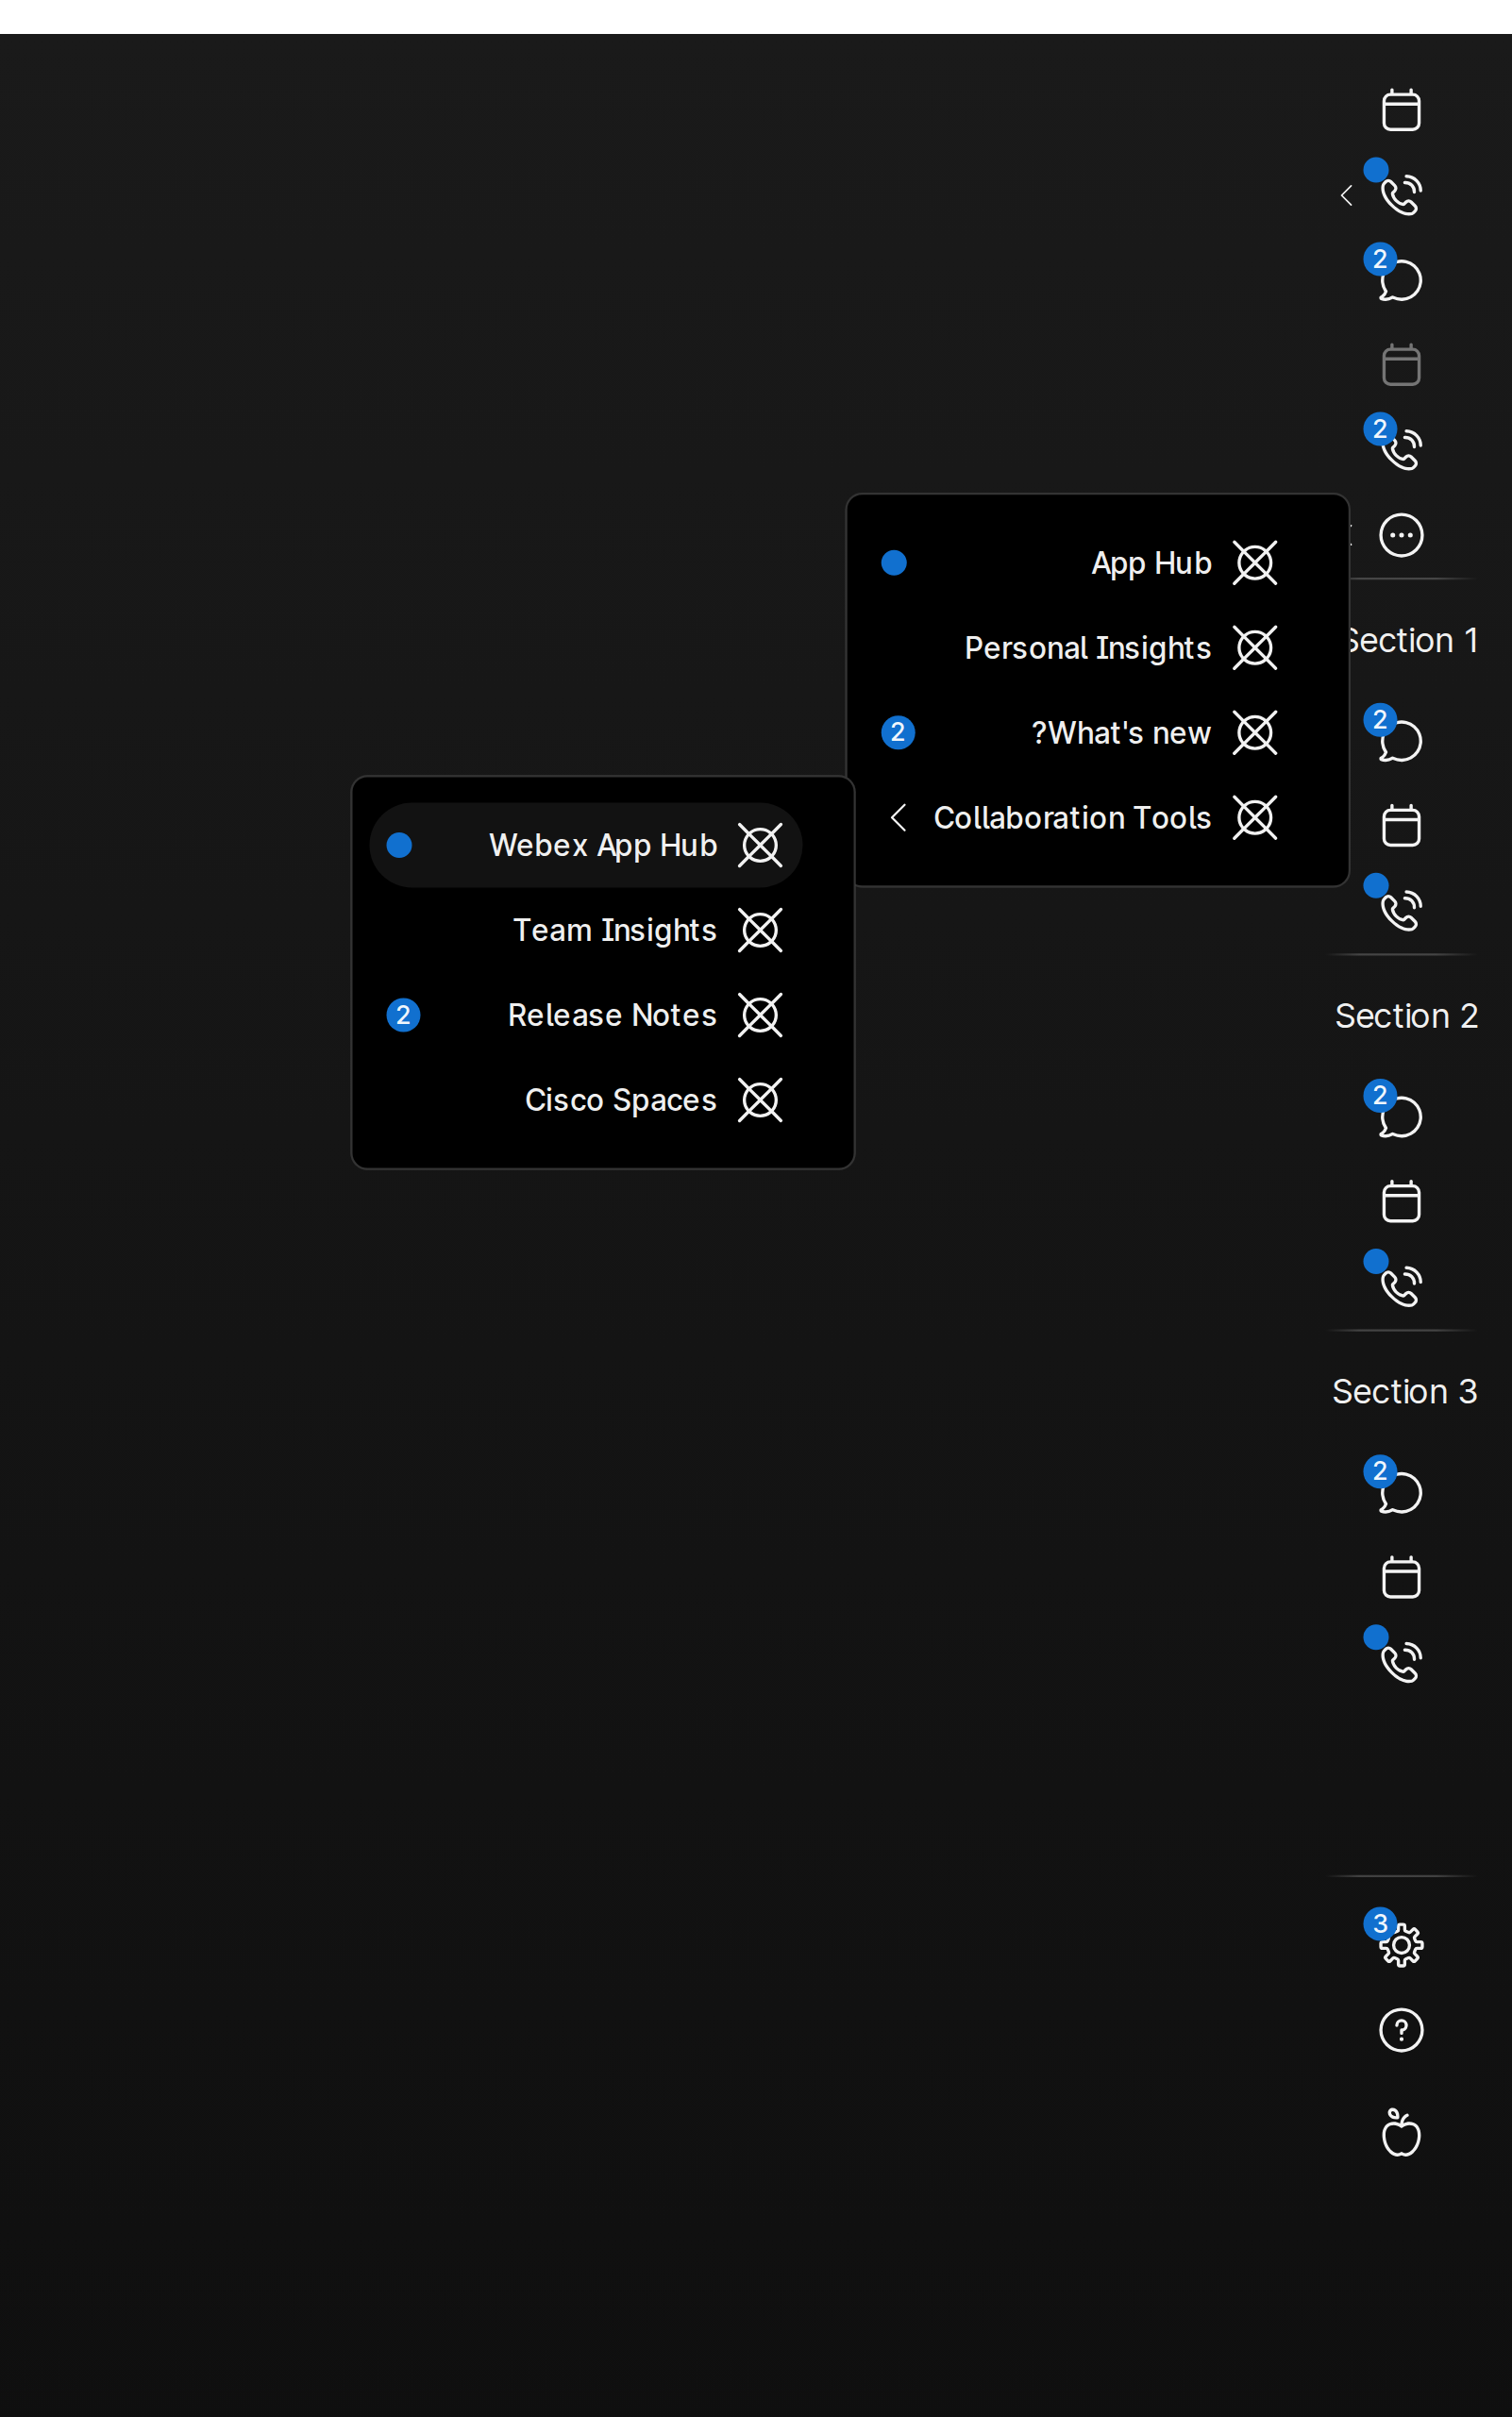 2
2
App Hub
Personal Insights
?What's new
2
Collaboration Tools
Webex App Hub
Team Insights
Release Notes
2
Cisco Spaces
Section 1
2
Section 2
2
Section 3
2
3